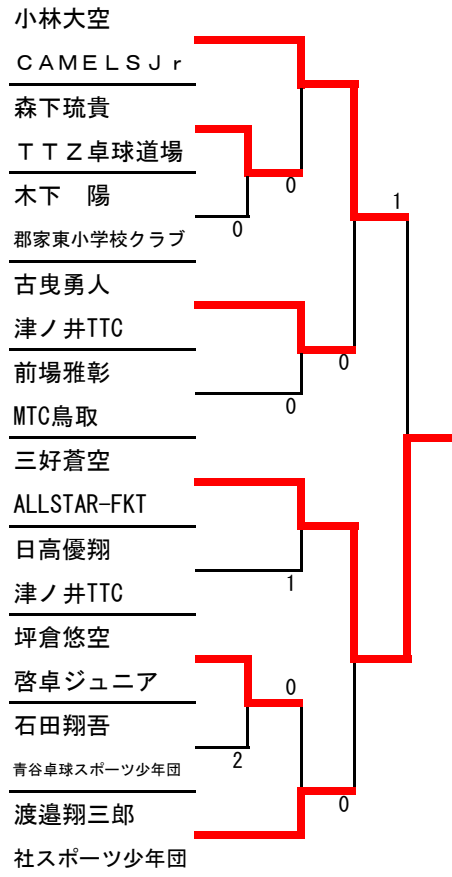 小林大空
ＣＡＭＥＬＳＪｒ
森下琉貴
ＴＴＺ卓球道場
0
1
木下　陽
0
郡家東小学校クラブ
古曵勇人
津ノ井TTC
0
前場雅彰
0
MTC鳥取
三好蒼空
ALLSTAR-FKT
日高優翔
1
津ノ井TTC
坪倉悠空
啓卓ジュニア
0
石田翔吾
2
青谷卓球スポーツ少年団
渡邉翔三郎
0
社スポーツ少年団